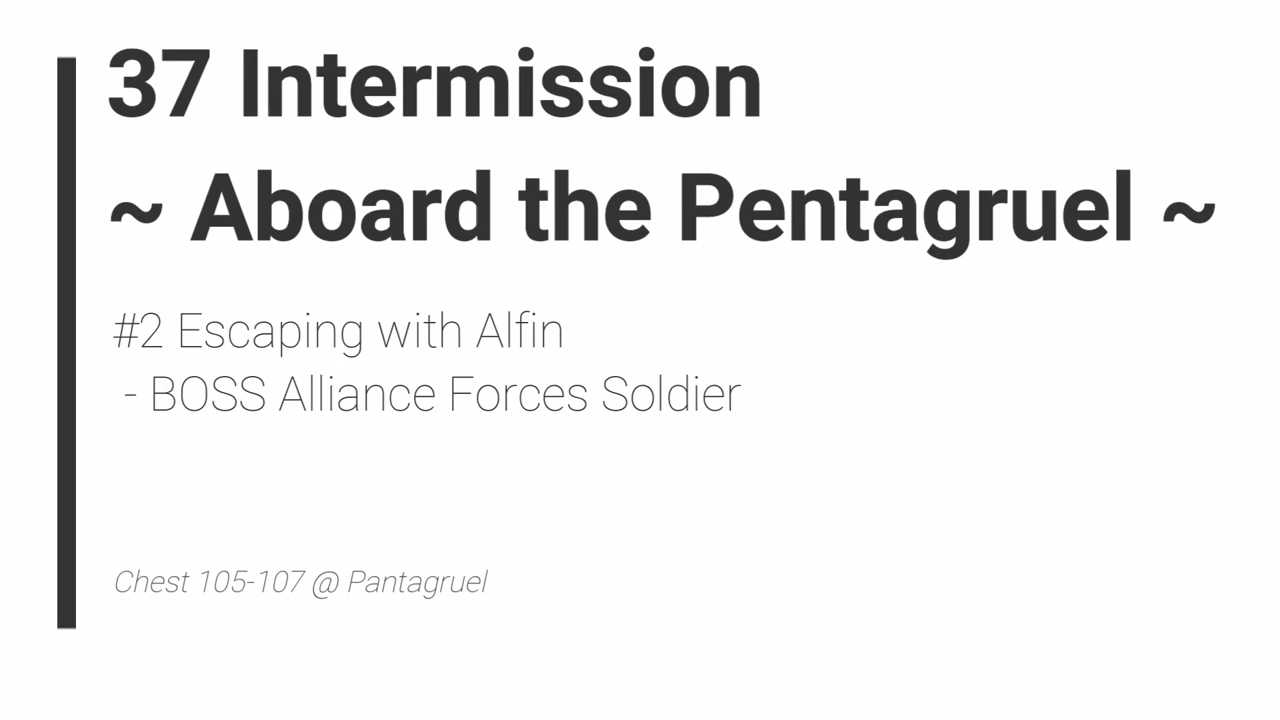 37 Intermission
~ Aboard the Pentagruel ~
#2 Escaping with Alfin
- BOSS Alliance Forces Soldier
Chest 105-107 @ Pantagruel